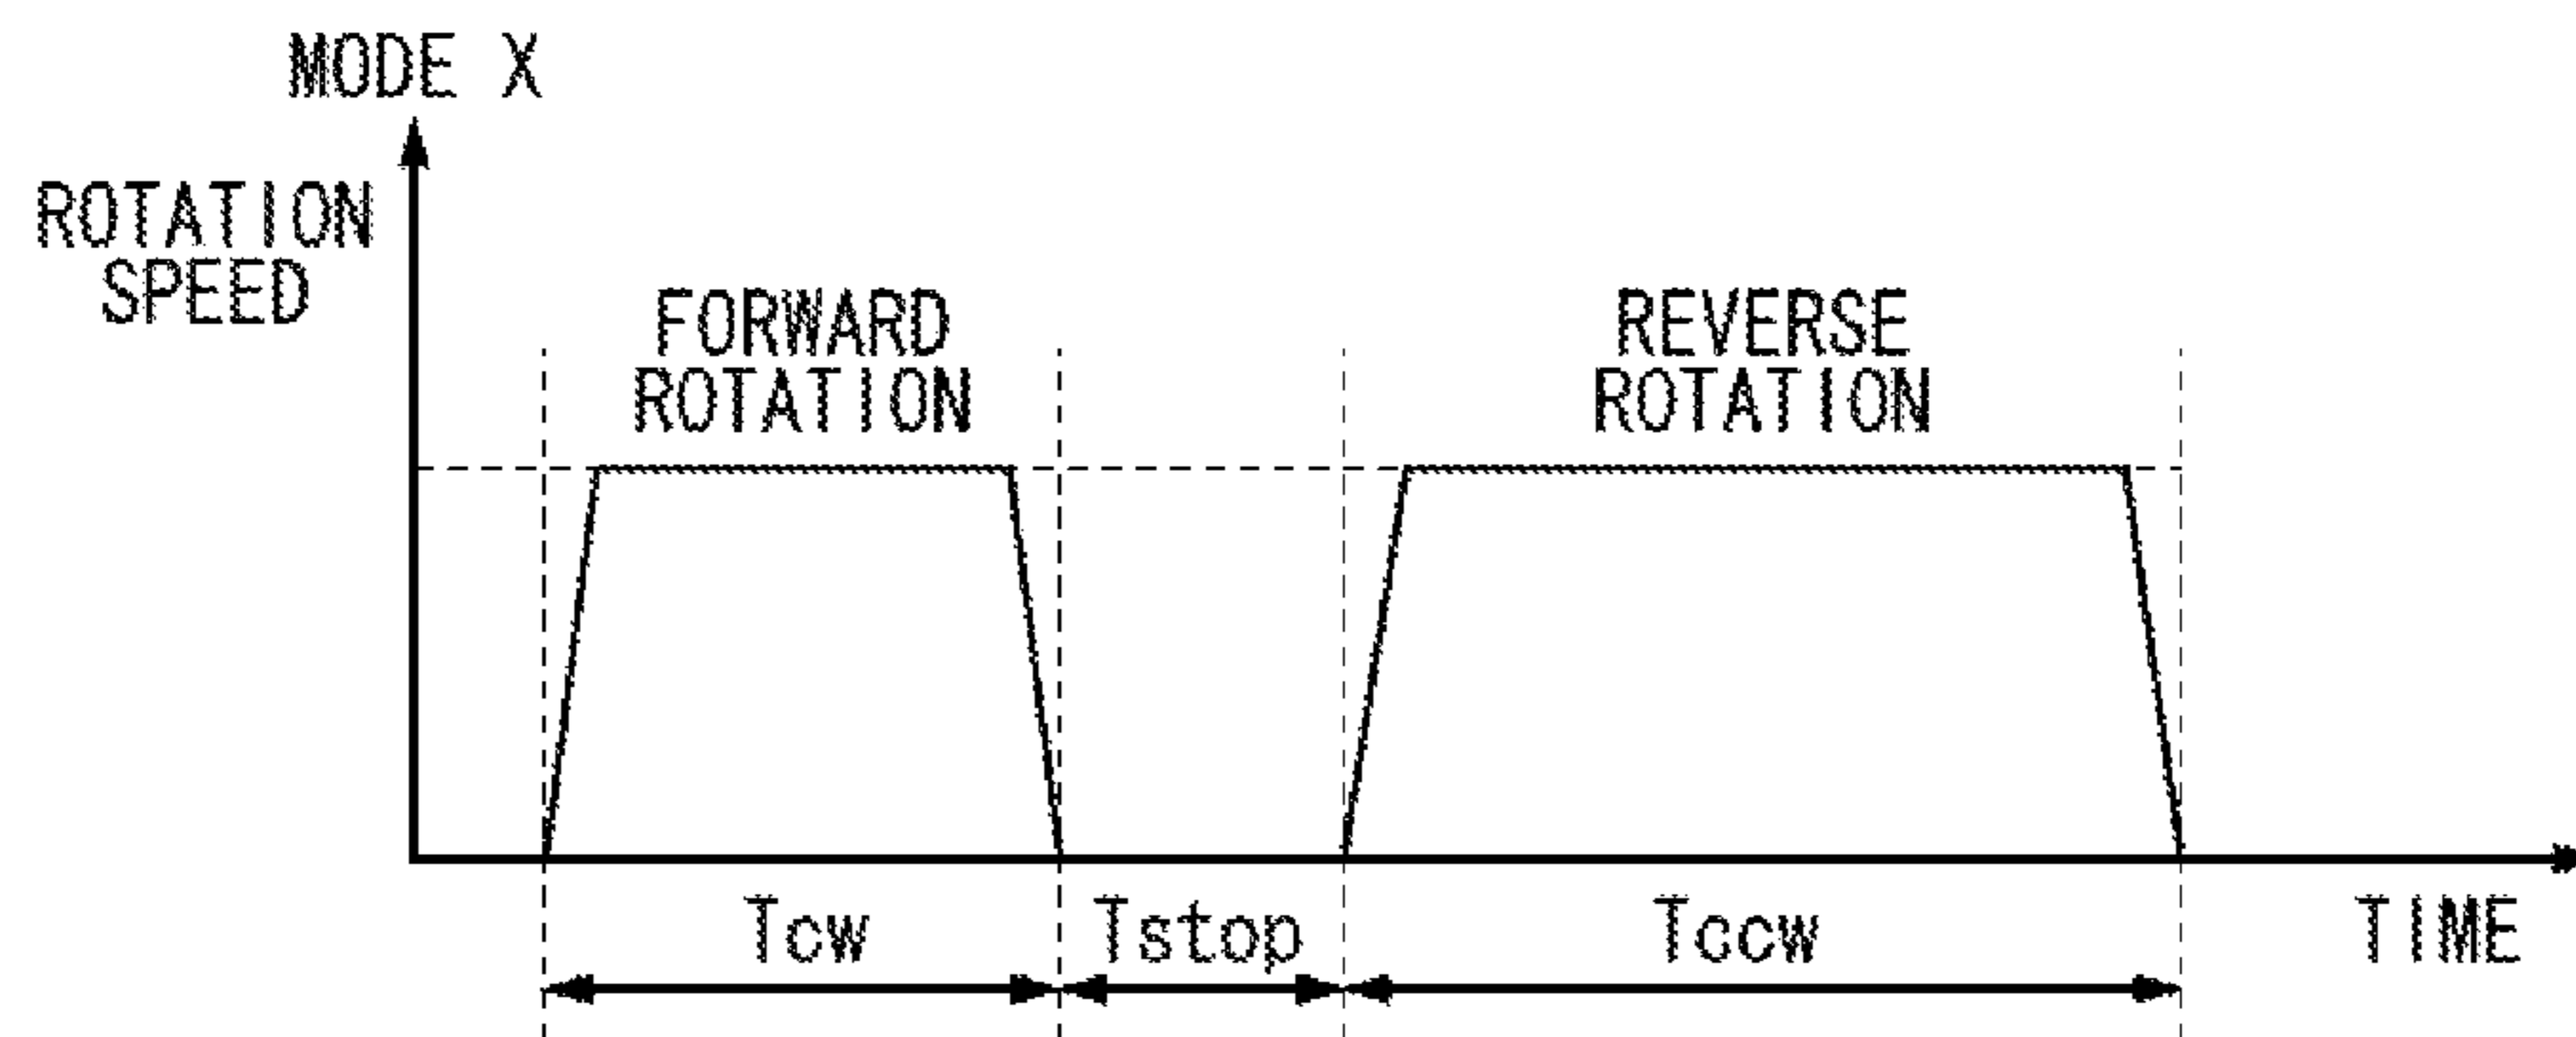 MODE X
ROTATION
SPEED
FORWARD
ROTATION
REVERSE
ROTATION
Tcw
Tstop
Tccw
TIME